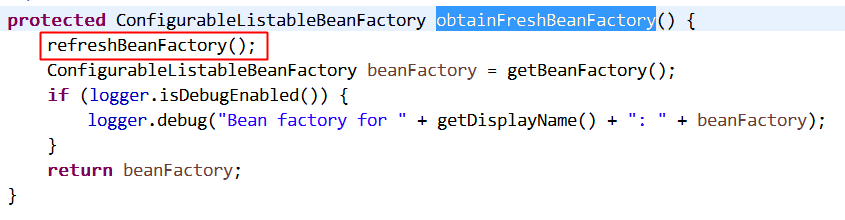 protected ConfigurableListableBeanFactory obtainFreshBeanFactory() {
refreshBeanFactory();
ConfigurableListableBeanFactory beanFactory = getBeanFactory();
if (logger.isDebugEnabled()) {
logger.debug("Bean factory for " + getDisplayName() + ": " + beanFactory);
}
return beanFactory;
}